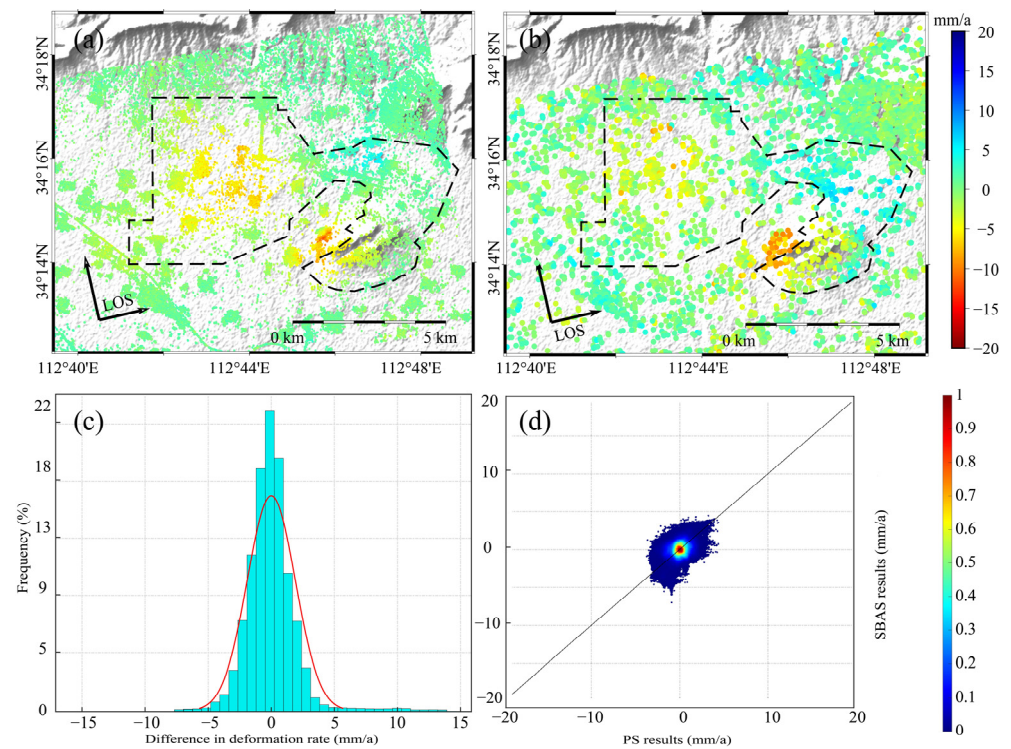 (a)
34°18'N
34°16'N
34°14'N
LOS
0 km
5 km
112°40'E
112°44'E
112°48'E
(b)
34°18'N
34°16'N
34°14'N
LOS
0 km
5 km
112°40'E
112°44'E
112°48'E
mm/a
20
15
10
5
0
−5
−10
−15
−20
(c)
22
18
13
9
5
0
Frequency (%)
−15
−10
−5
0
5
10
15
Difference in deformation rate (mm/a)
(d)
20
10
0
−10
−20
−20
−10
0
10
20
PS results (mm/a)
SBAS results (mm/a)
1
0.9
0.8
0.7
0.6
0.5
0.4
0.3
0.2
0.1
0